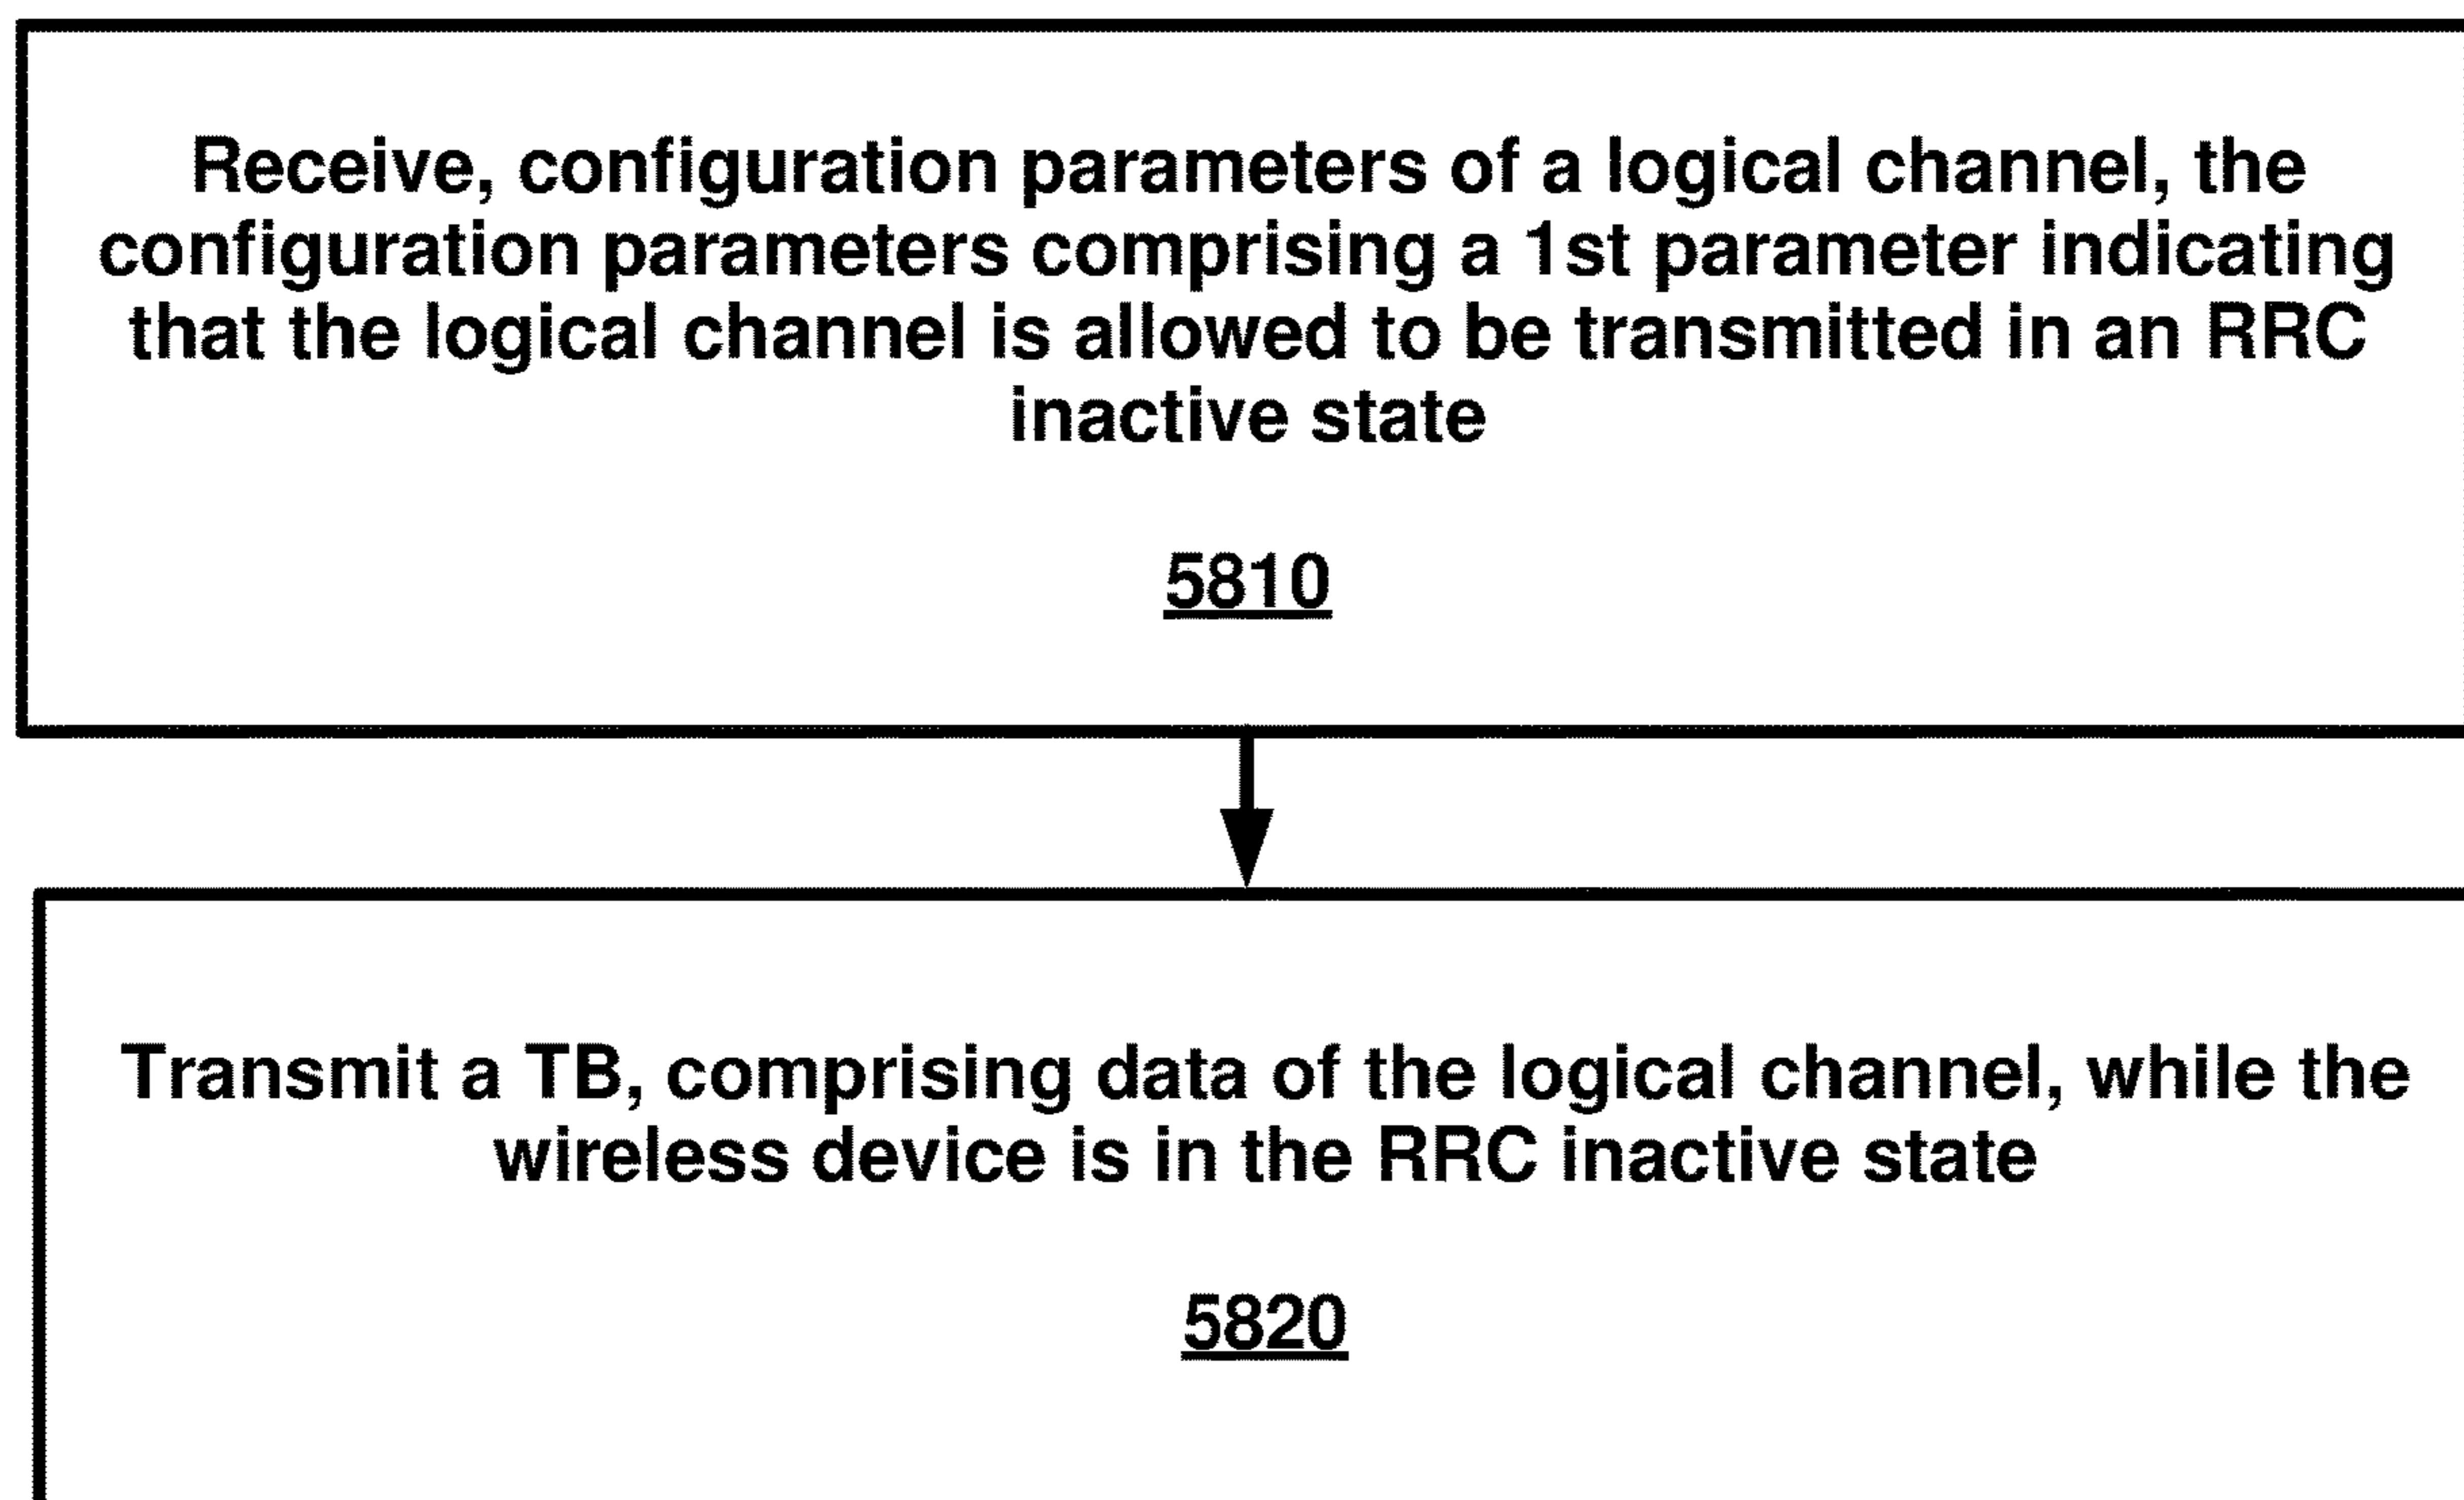 Receive, configuration parameters of a logical channel, the
configuration parameters comprising a 1st parameter indicating
that the logical channel is allowed to be transmitted in an RRC
inactive state
5810
Transmit a TB, comprising data of the logical channel, while the
wireless device is in the RRC inactive state
5820